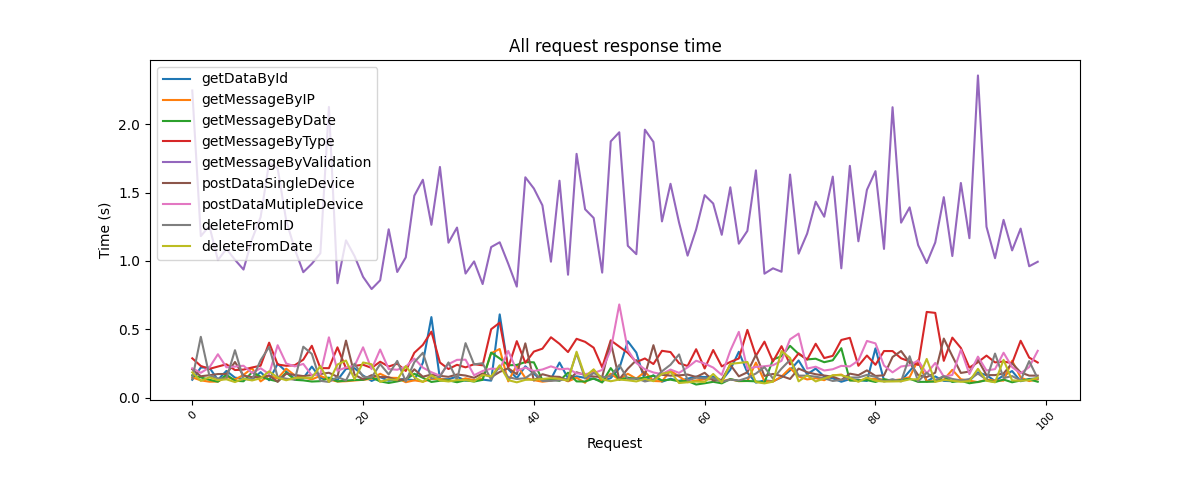 All request response time
getDataById
getMessageByIP
getMessageByDate
getMessageByType
getMessageByValidation
postDataSingleDevice
postDataMutipleDevice
deleteFromID
deleteFromDate
Time (s)
2.0
1.5
1.0
0.5
0.0
0
20
40
60
80
100
Request